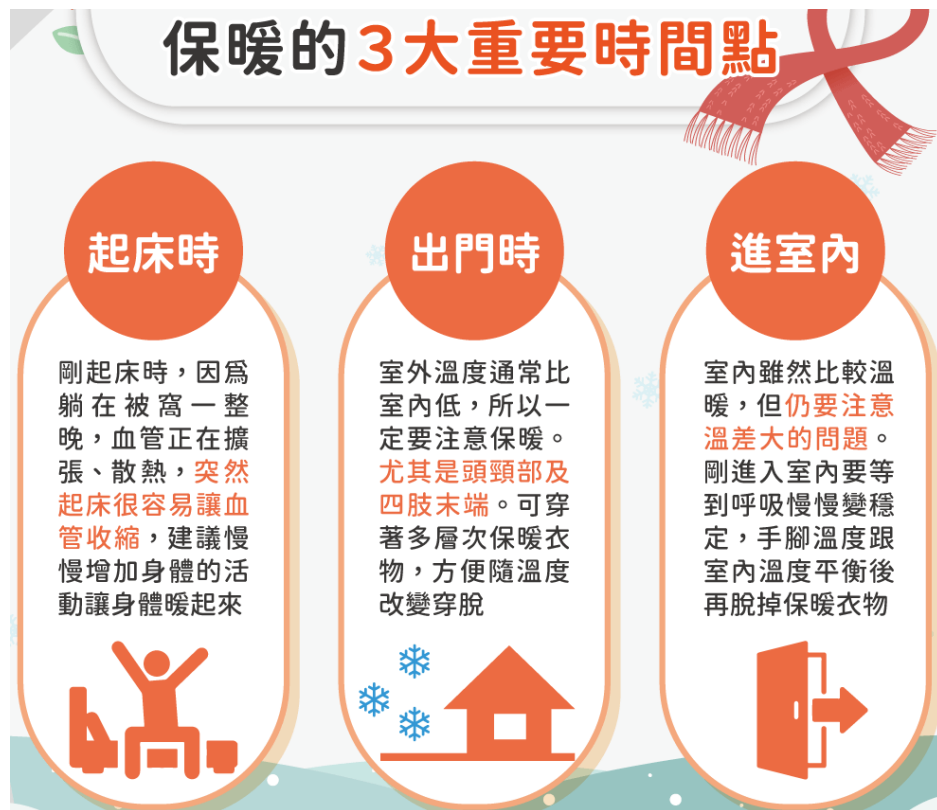 保暖的3大重要時間點
起床時
剛起床時，因為
躺在被窩一整
晚，血管正在擴
張、散熱，突然
起床很容易讓血
管收縮，建議慢
慢增加身體的活
動讓身體暖起來
出門時
室外溫度通常比
室內低，所以一
定要注意保暖。
尤其是頭頸部及
四肢末端。可穿
著多層次保暖衣
物，方便隨溫度
改變穿脫
進室內
室內雖然比較溫
暖，但仍要注意
溫差大的問題。
剛進入室內要等
到呼吸慢慢變穩
定，手腳溫度跟
室內溫度平衡後
再脫掉保暖衣物